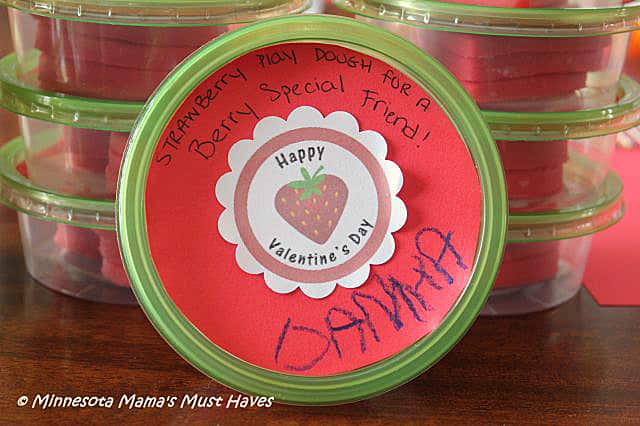 STRAWBERRY PLAY DOUGH FOR A
BERRY SPECIAL FRIEND!
Happy
Valentine's Day
© Minnesota Mama's Must Haves